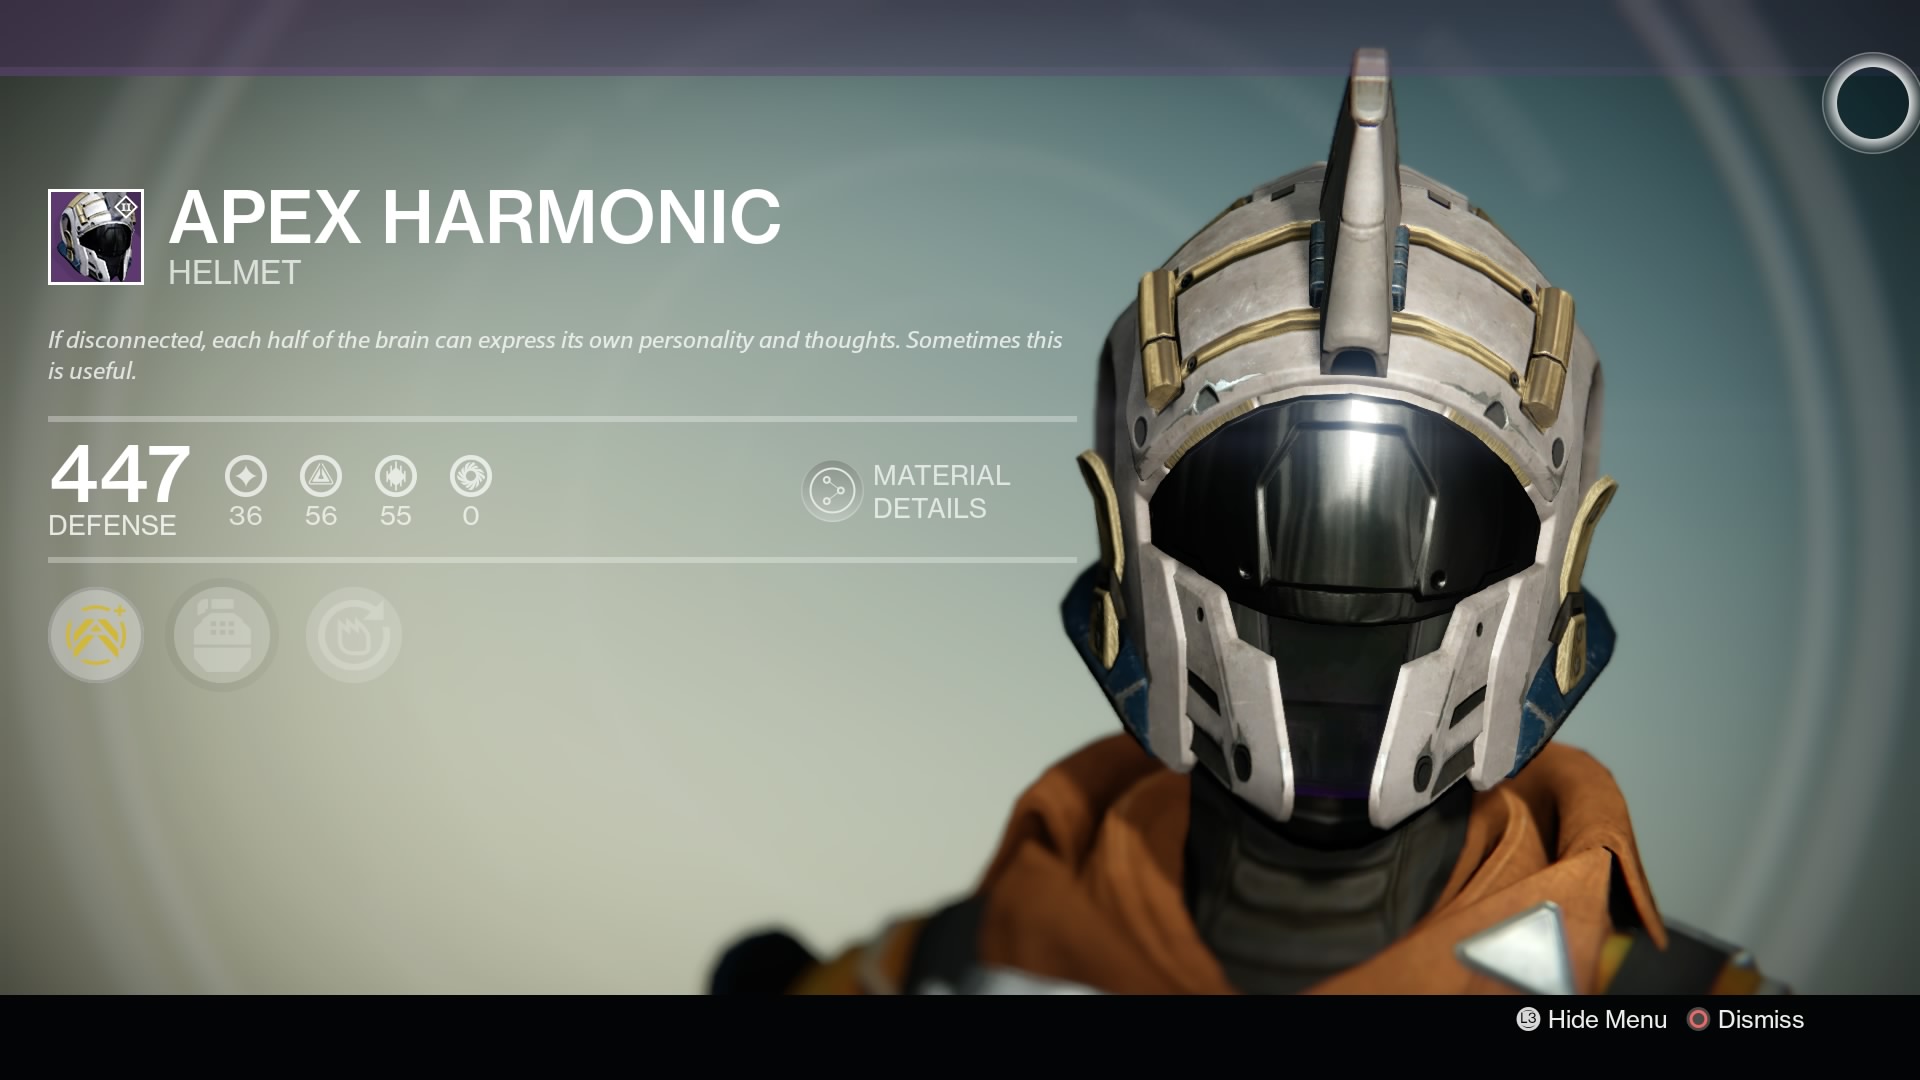 APEX HARMONIC
HELMET
If disconnected, each half of the brain can express its own personality and thoughts. Sometimes this
is useful.
447
DEFENSE
36 56 55 0
MATERIAL
DETAILS
L3 Hide Menu Dismiss